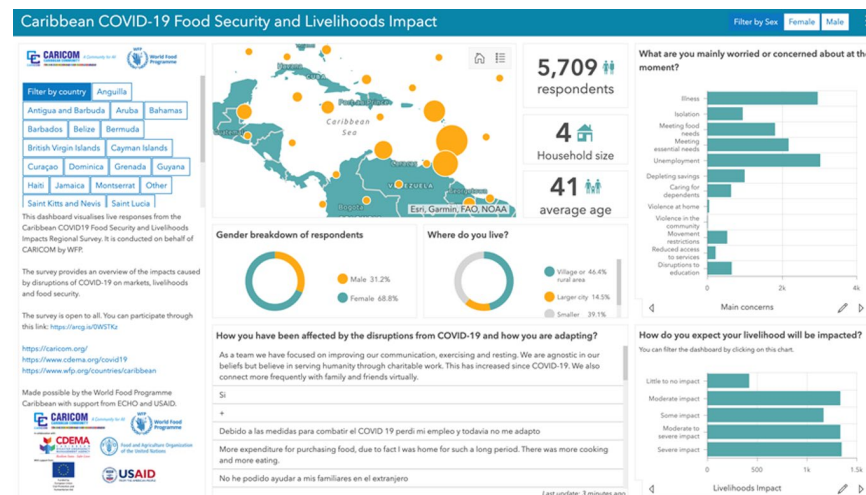 Caribbean COVID-19 Food Security and Livelihoods Impact
Filter by Sex Female Male
CARICOM
WFP
World Food
Programme
Filter by country Anguilla
Antigua and Barbuda Aruba Bahamas
Barbados Belize Bermuda
British Virgin Islands Cayman Islands
Curaçao Dominica Grenada Guyana
Haiti Jamaica Montserrat Other
Saint Kitts and Nevis Saint Lucia
This dashboard visualises live responses from the
Caribbean COVID19 Food Security and Livelihoods
Impacts Regional Survey. It is conducted on behalf of
CARICOM by WFP.
The survey provides an overview of the impacts caused
by disruptions of COVID-19 on markets, livelihoods
and food security.
The survey is open to all. You can participate through
this link: https://arcg.is/0WSTKz
https://caricom.org/
https://www.cdema.org/covid19
https://www.wfp.org/countries/caribbean
Made possible by the World Food Programme
Caribbean with support from ECHO and USAID.
CARICOM
WFP
World Food
Programme
CDEMA
Food and Agriculture Organization
of the United Nations
USAID
Havana
CUBA
Port-au-Prince
Guatemala
Caribbean
Sea
Caracas
VENEZUELA
Georgetown
Bogota
Esri, Garmin, FAO, NOAA
5,709
respondents
4
Household size
41
average age
Gender breakdown of respondents
Male 31.2%
Female 68.8%
Where do you live?
Village or 46.4%
rural area
Larger city 14.5%
Smaller 39.1%
How you have been affected by the disruptions from COVID-19 and how you are adapting?
As a team we have focused on improving our communication, exercising and resting. We are agnostic in our
beliefs but believe in serving humanity through charitable work. This has increased since COVID-19. We also
connect more frequently with family and friends virtually.
Si
+
Debido a las medidas para combatir el COVID 19 perdi mi empleo y todavía no me adapto
More expenditure for purchasing food, due to fact I was home for such a long period. There was more cooking
and more eating.
No he podido ayudar a mis familiares en el extranjero
Last update: 3 minutes ago
What are you mainly worried or concerned about at the
moment?
Illness
Isolation
Meeting food
needs
Meeting
essential needs
Unemployment
Depleting savings
Caring for
dependents
Violence at home
Violence in the
community
Movement
restrictions
Reduced access
to services
Disruptions to
education
0 2k 4k
Main concerns
How do you expect your livelihood will be impacted?
You can filter the dashboard by clicking on this chart.
Little to no impact
Moderate impact
Some impact
Moderate to
severe impact
Severe impact
0 500 1k 1.5k
Livelihoods Impact